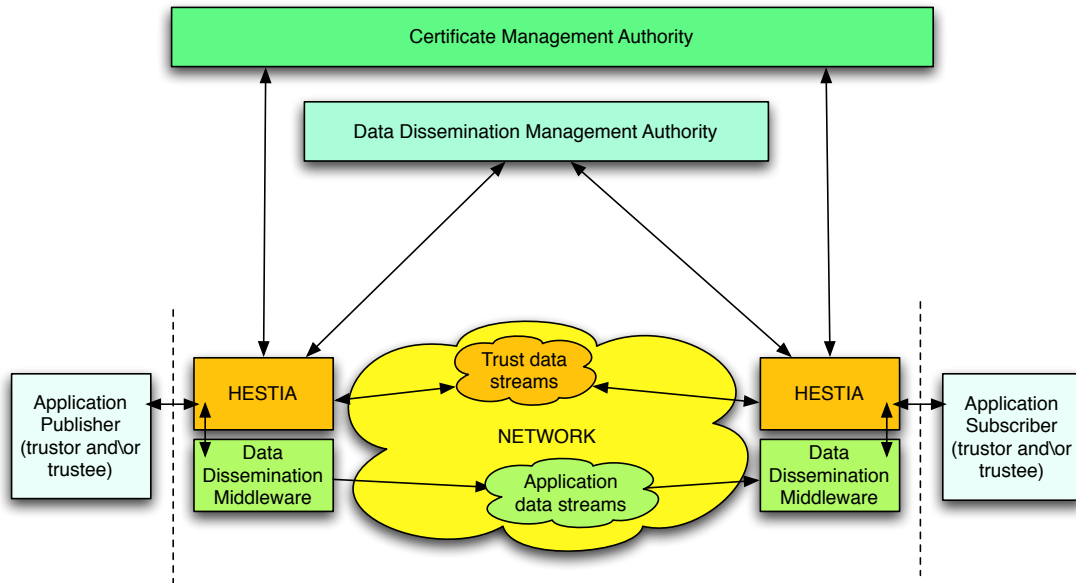 Certificate Management Authority
Data Dissemination Management Authority
Trust data
streams
HESTIA
HESTIA
Application
Publisher
(trustor and\or
trustee)
Application
Subscriber
(trustor and\or
trustee)
NETWORK
Data
Dissemination
Middleware
Application
data streams
Data
Dissemination
Middleware